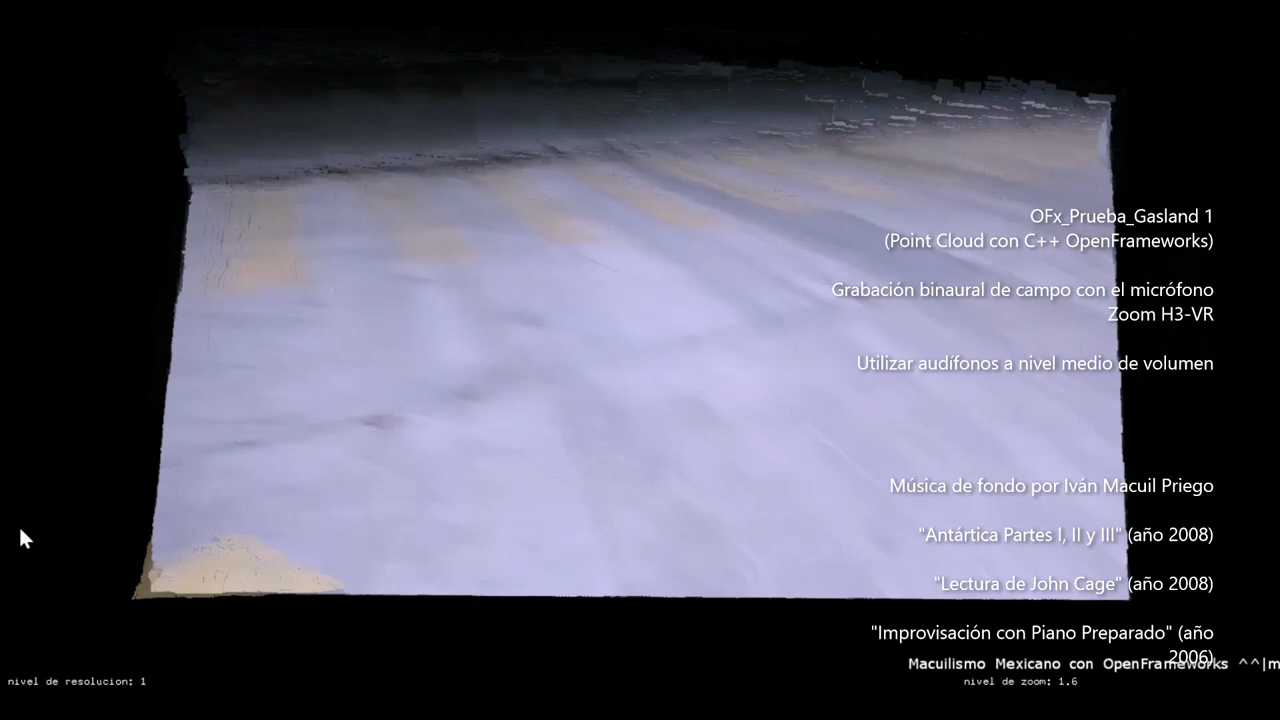 OFx_Prueba_Gasland 1
(Point Cloud con C++ OpenFrameworks)
Grabación binaural de campo con el micrófono
Zoom H3-VR
Utilizar audífonos a nivel medio de volumen
Música de fondo por Iván Macuil Priego
"Antártica Partes I, II y III" (año 2008)
"Lectura de John Cage" (año 2008)
"Improvisación con Piano Preparado" (año
2006)
Macuilismo Mexicano con OpenFrameworks ^^|m
nivel de resolucion: 1
nivel de zoom: 1.6